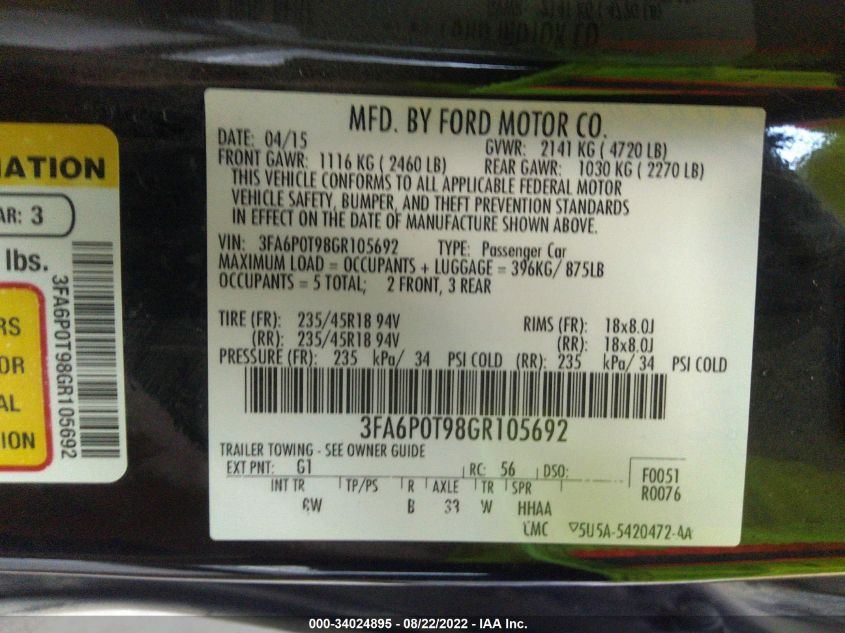 MFD. BY FORD MOTOR CO.
DATE: 04/15
GVWR: 2141 KG ( 4720 LB)
FRONT GAWR: 1116 KG ( 2460 LB)
REAR GAWR: 1030 KG ( 2270 LB)
THIS VEHICLE CONFORMS TO ALL APPLICABLE FEDERAL MOTOR
VEHICLE SAFETY, BUMPER, AND THEFT PREVENTION STANDARDS
IN EFFECT ON THE DATE OF MANUFACTURE SHOWN ABOVE.
VIN: 3FA6P0T98GR105692 TYPE: Passenger Car
MAXIMUM LOAD = OCCUPANTS + LUGGAGE = 396KG/ 875LB
OCCUPANTS = 5 TOTAL; 2 FRONT, 3 REAR
TIRE (FR): 235/45R18 94V RIMS (FR): 18x8.0J
(RR): 235/45R18 94V (RR): 18x8.0J
PRESSURE (FR): 235 kPa/ 34 PSI COLD (RR): 235 kPa/ 34 PSI COLD
3FA6P0T98GR105692
TRAILER TOWING - SEE OWNER GUIDE
EXT PNT: G1 RC: 56 DSO:
F0051
R0076
INT TR TP/PS R AXLE TR SPR
B 33 W HHAA
▽5U5A-5420472-AA
MATION
AR: 3
lbs.
RS
OR
AL
ION
3FA6P0T98GR105692
000-34024895 - 08/22/2022 - IAA Inc.